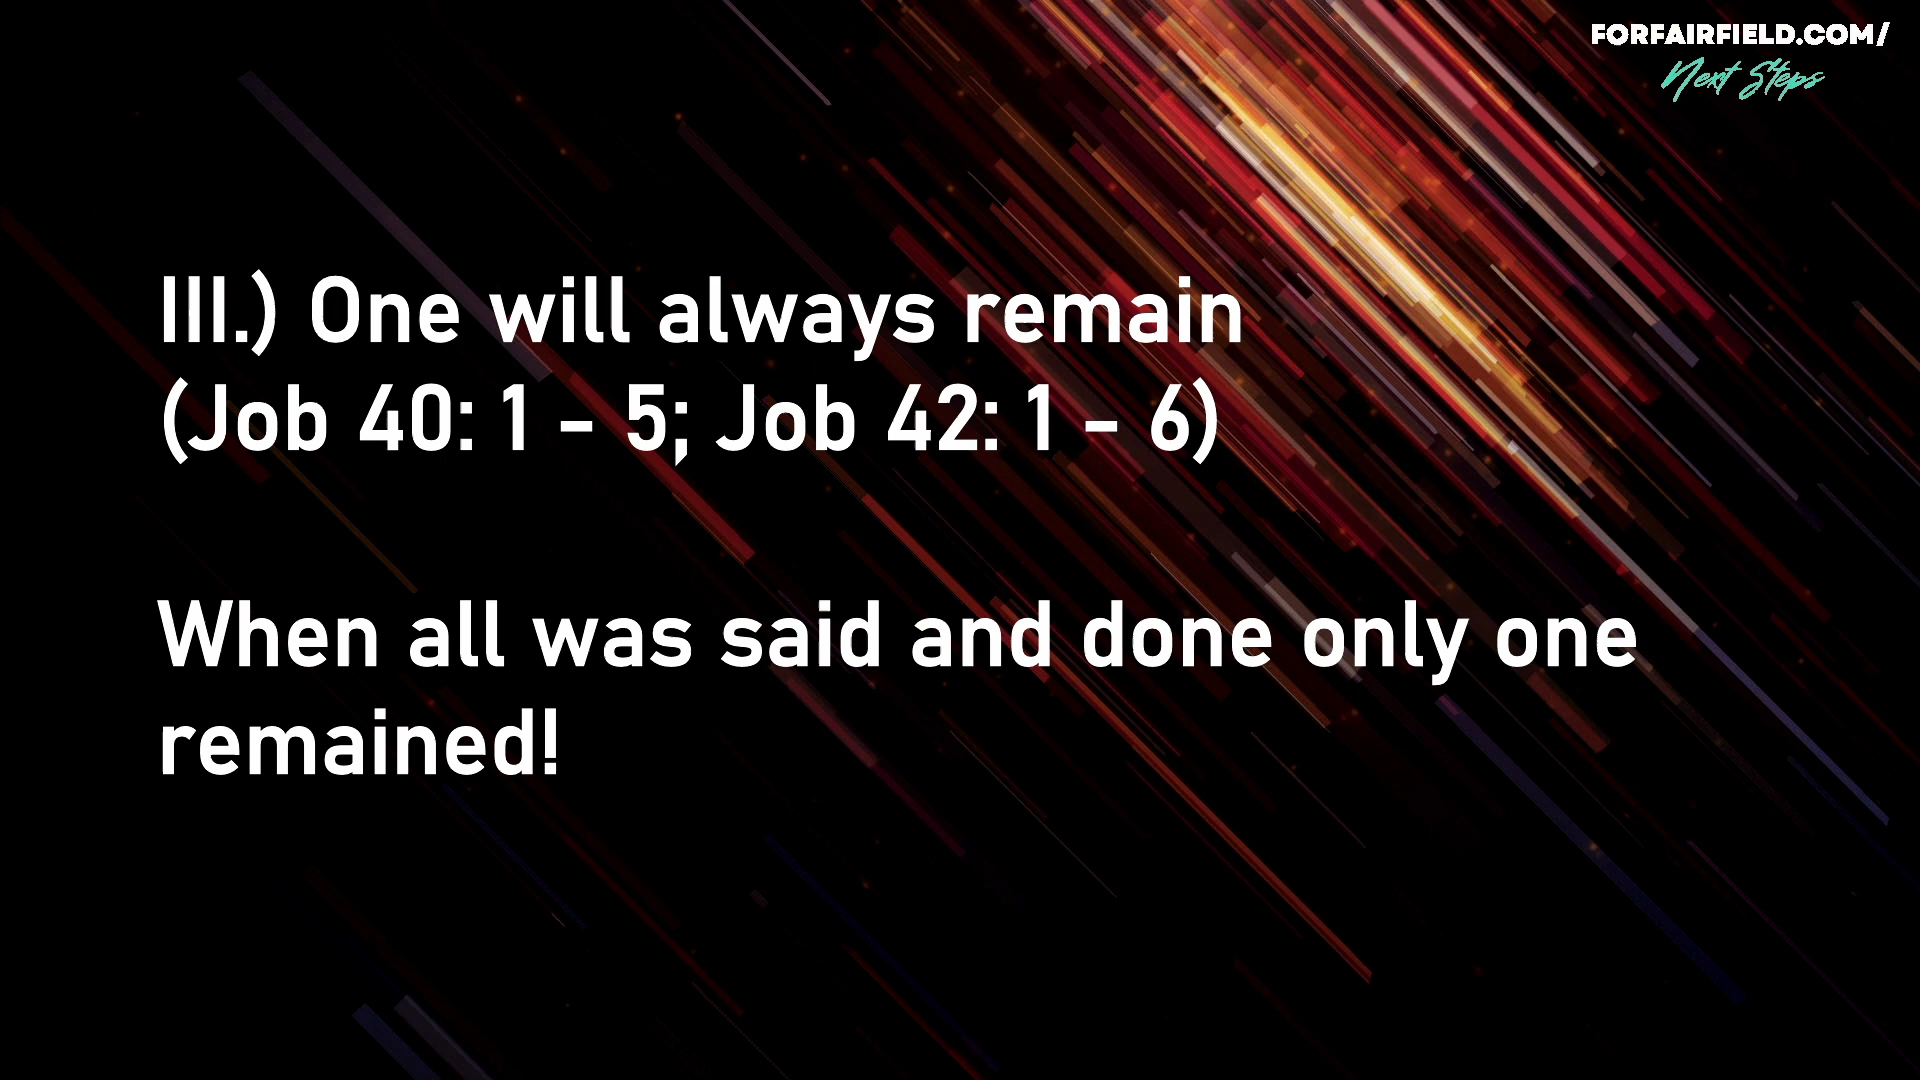 FORFAIRFIELD.COM/
Next Steps
III.) One will always remain
(Job 40: 1 - 5; Job 42: 1 - 6)
When all was said and done only one
remained!